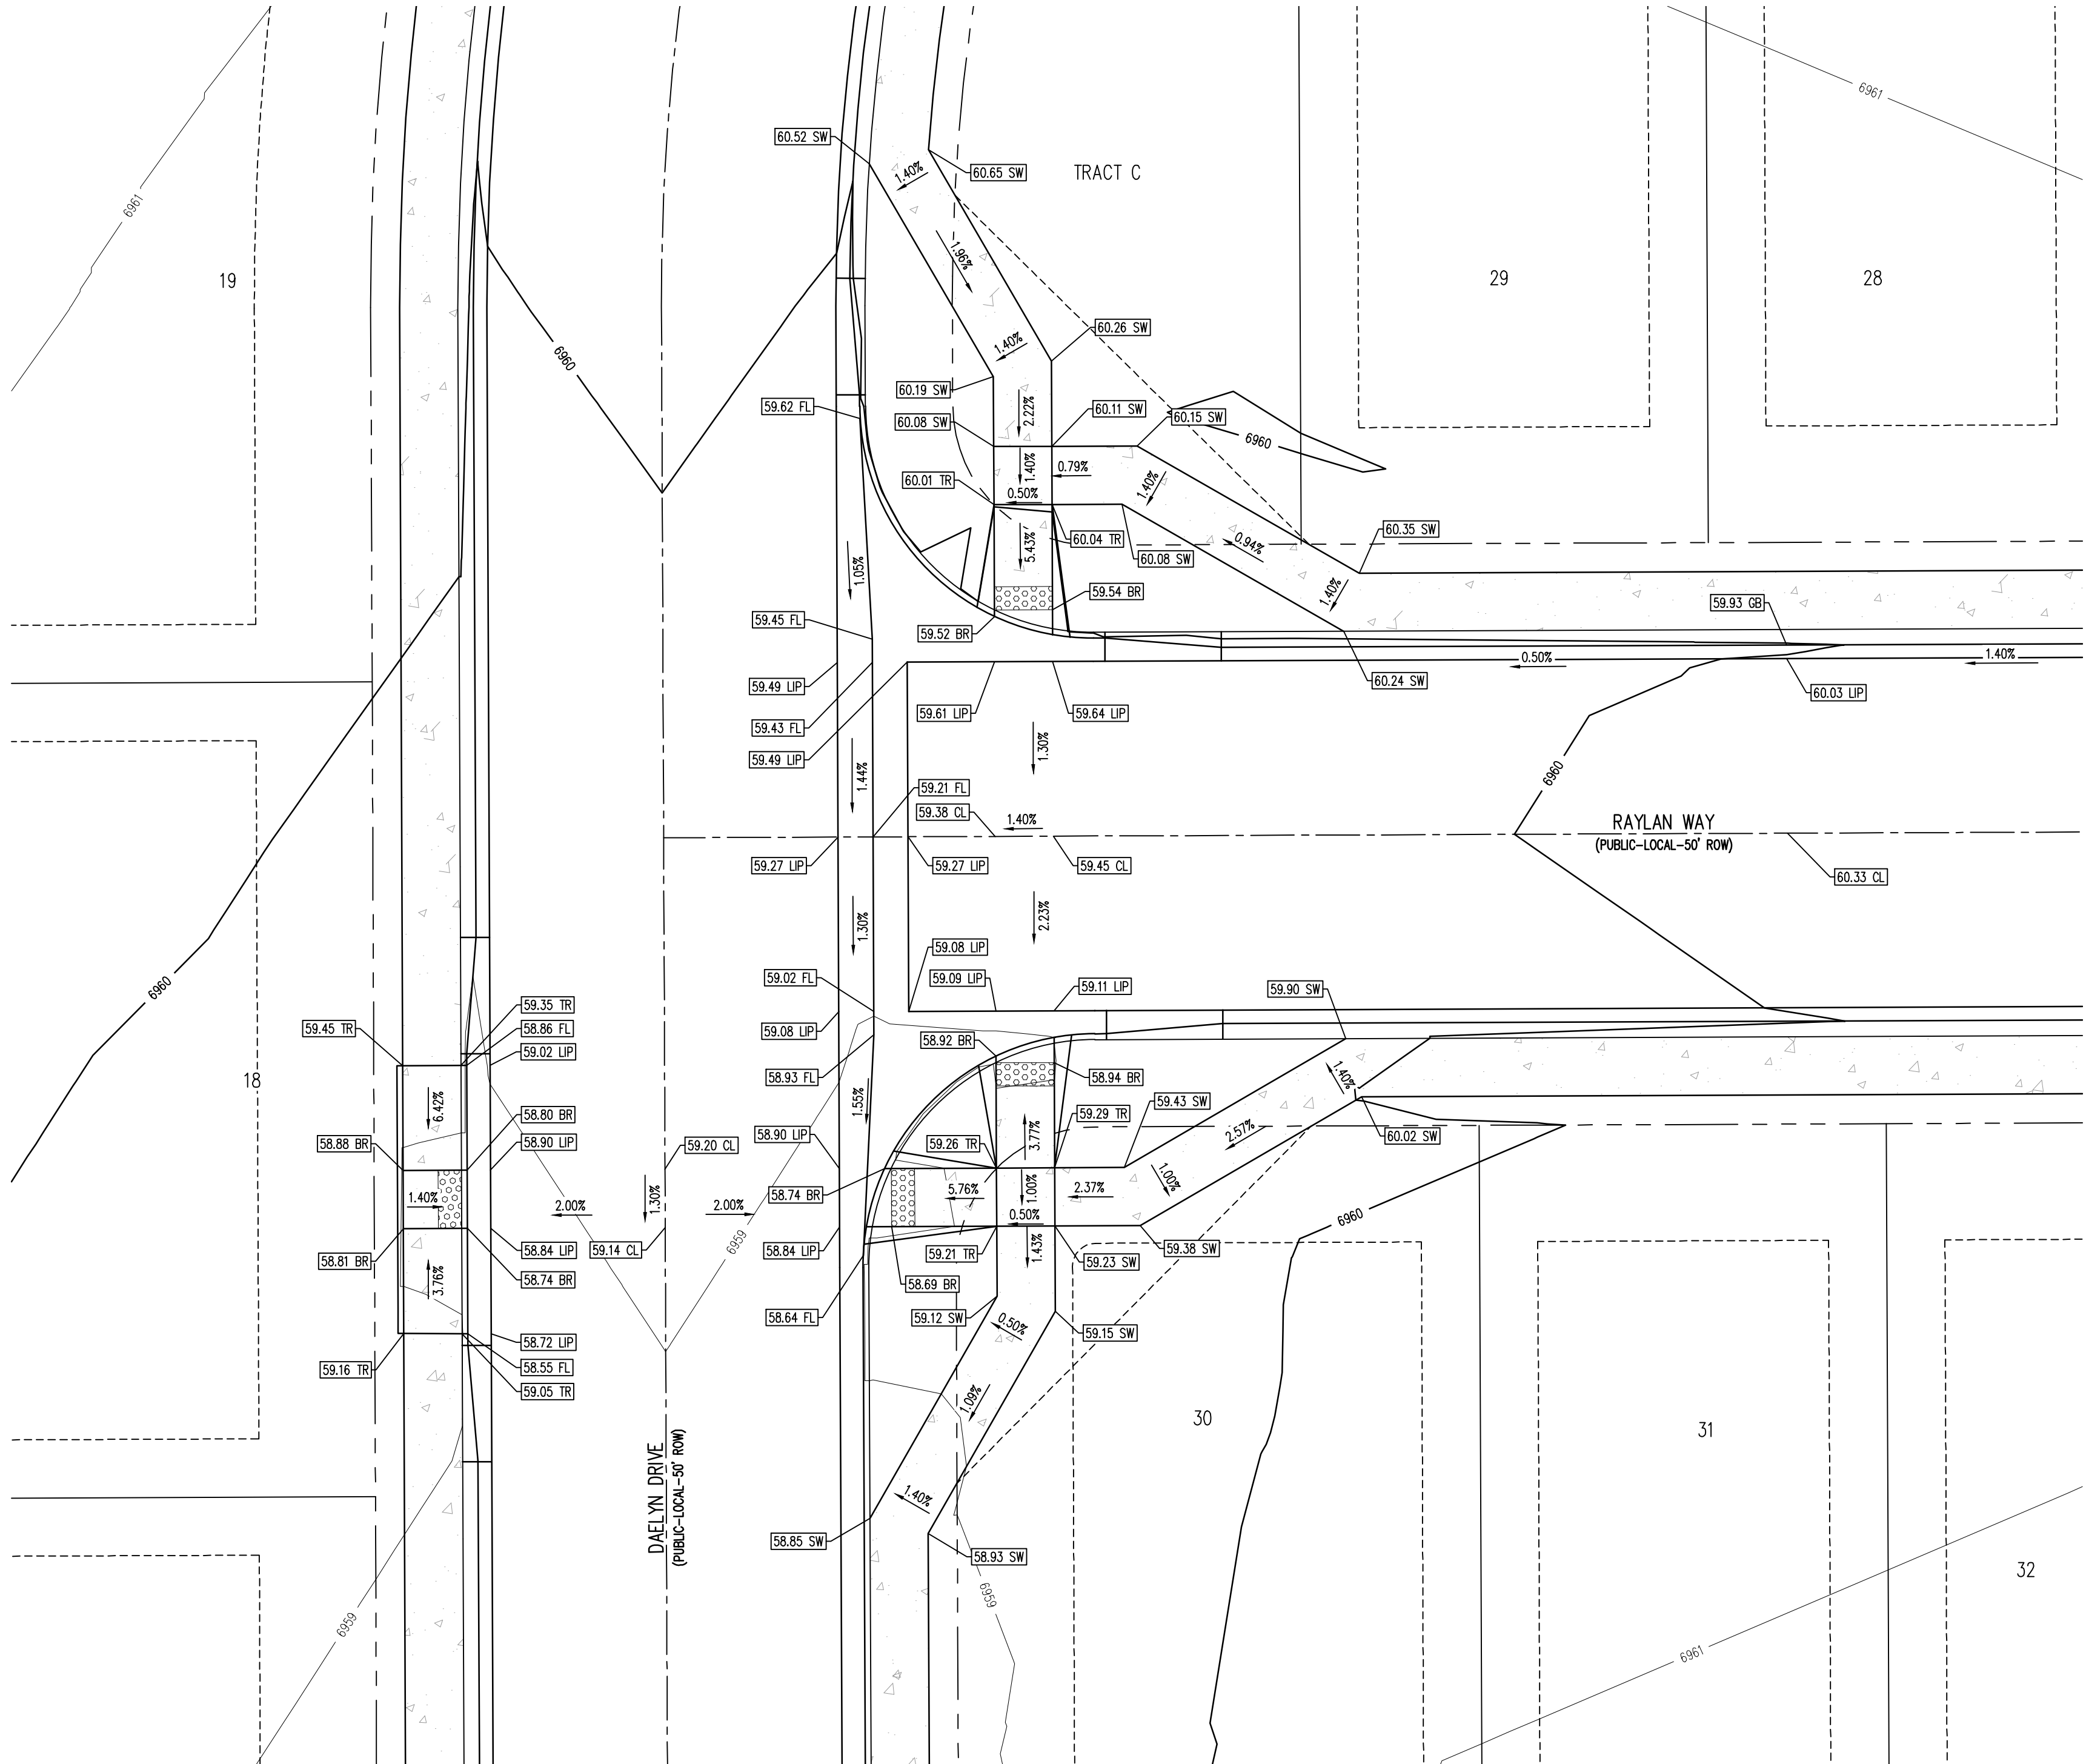 6961
60.52 SW
1.40%
60.65 SW
TRACT C
6961
19
1.96%
29
28
60.26 SW
6960
1.40%
60.19 SW
59.62 FL
2.22%
60.11 SW
60.15 SW
60.08 SW
6960
1.40%
0.79%
60.01 TR
0.50%
1.40%
5.43%
60.04 TR
60.08 SW
0.94%
60.35 SW
1.05%
59.54 BR
1.40%
59.93 GB
59.45 FL
59.52 BR
0.50%
1.40%
59.49 LIP
60.24 SW
60.03 LIP
59.61 LIP
59.64 LIP
59.43 FL
59.49 LIP
1.30%
1.44%
59.21 FL
6960
59.38 CL
1.40%
RAYLAN WAY
(PUBLIC-LOCAL-50' ROW)
59.27 LIP
59.27 LIP
59.45 CL
60.33 CL
1.30%
2.23%
59.08 LIP
59.02 FL
59.09 LIP
59.11 LIP
59.90 SW
6960
59.35 TR
59.45 TR
58.86 FL
59.08 LIP
59.02 LIP
58.92 BR
18
58.93 FL
58.94 BR
1.40%
6.42%
1.55%
58.80 BR
59.43 SW
59.29 TR
58.88 BR
58.90 LIP
58.90 LIP
59.20 CL
59.26 TR
3.77%
2.57%
60.02 SW
1.00%
1.40%
58.74 BR
5.76%
1.00%
2.37%
2.00%
1.30%
2.00%
0.50%
6960
6959
58.84 LIP
59.14 CL
58.84 LIP
59.21 TR
1.43%
59.23 SW
59.38 SW
58.81 BR
58.74 BR
3.76%
58.69 BR
58.64 FL
59.12 SW
0.50%
59.15 SW
58.72 LIP
59.16 TR
58.55 FL
59.05 TR
1.09%
30
31
DAELYN DRIVE
(PUBLIC-LOCAL-50' ROW)
1.40%
58.85 SW
58.93 SW
32
6959
6959
6961